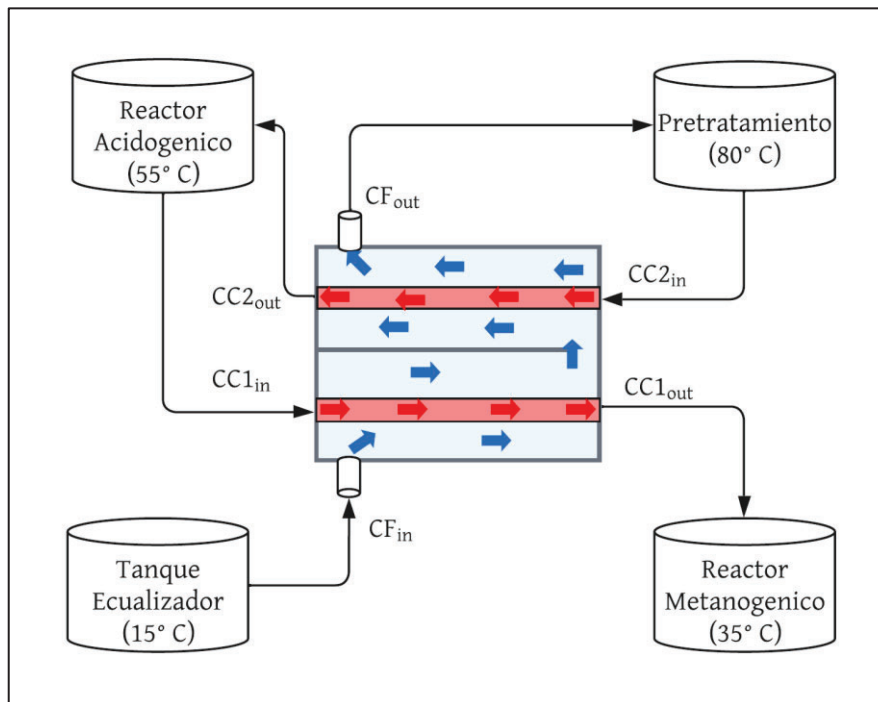 Reactor
Acidogenico
(55° C)
Pretratamiento
(80° C)
CFout
CC2out
CC2in
CC1in
CC1out
CFin
Tanque
Ecualizador
(15° C)
Reactor
Metanogenico
(35° C)